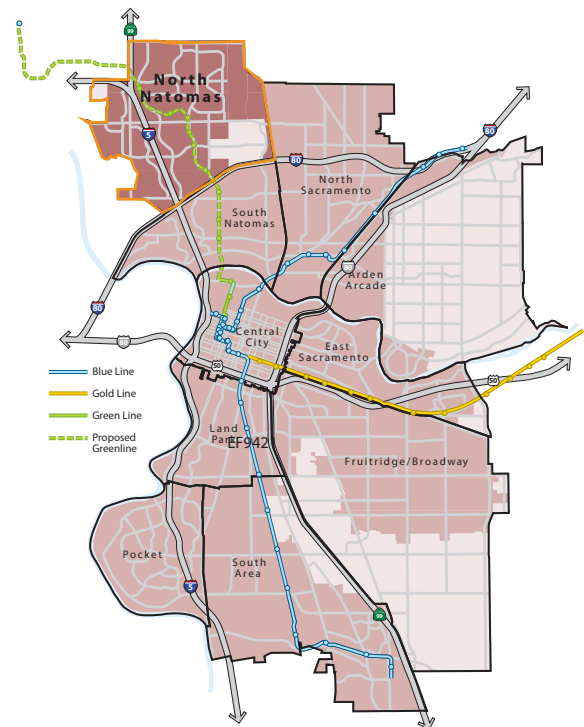 99
North
Natomas
5
80
80
North
Sacramento
South
Natomas
Arden
Arcade
80
Central
City
East
Sacramento
50
50
Blue Line
Gold Line
Green Line
Proposed
Greenline
Land
Park
EF942
Fruitridge/Broadway
Pocket
South
Area
5
99